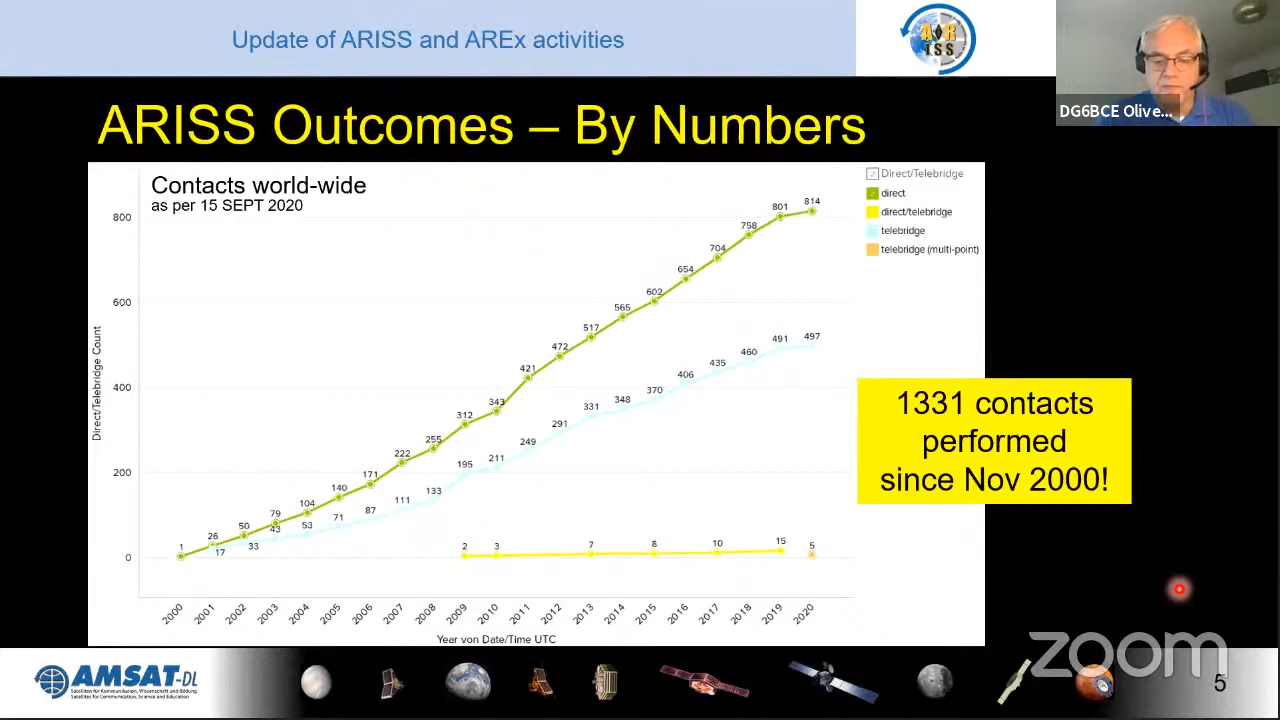 Update of ARISS and AREx activities
AR
ISS
DG6BCE Olive...
ARISS Outcomes – By Numbers
Contacts world-wide
as per 15 SEPT 2020
Direct/Telebridge
direct
direct/telebridge
telebridge
telebridge (multi-point)
Direct/Telebridge Count
800
600
400
200
0
1 26 50 79 104 140 171 222 255 312 343 421 472 517 565 602 654 704 758 801 814
17 33 43 53 71 87 111 133 195 211 249 291 331 348 370 406 435 460 491 497
2 3 7 8 10 15 5
2000 2001 2002 2003 2004 2005 2006 2007 2008 2009 2010 2011 2012 2013 2014 2015 2016 2017 2018 2019 2020
Year von Date/Time UTC
1331 contacts
performed
since Nov 2000!
AMSAT-DL
Satelliten für Kommunikation, Wissenschaft und Bildung
Satellites for Communication, Science and Education
zoom
5